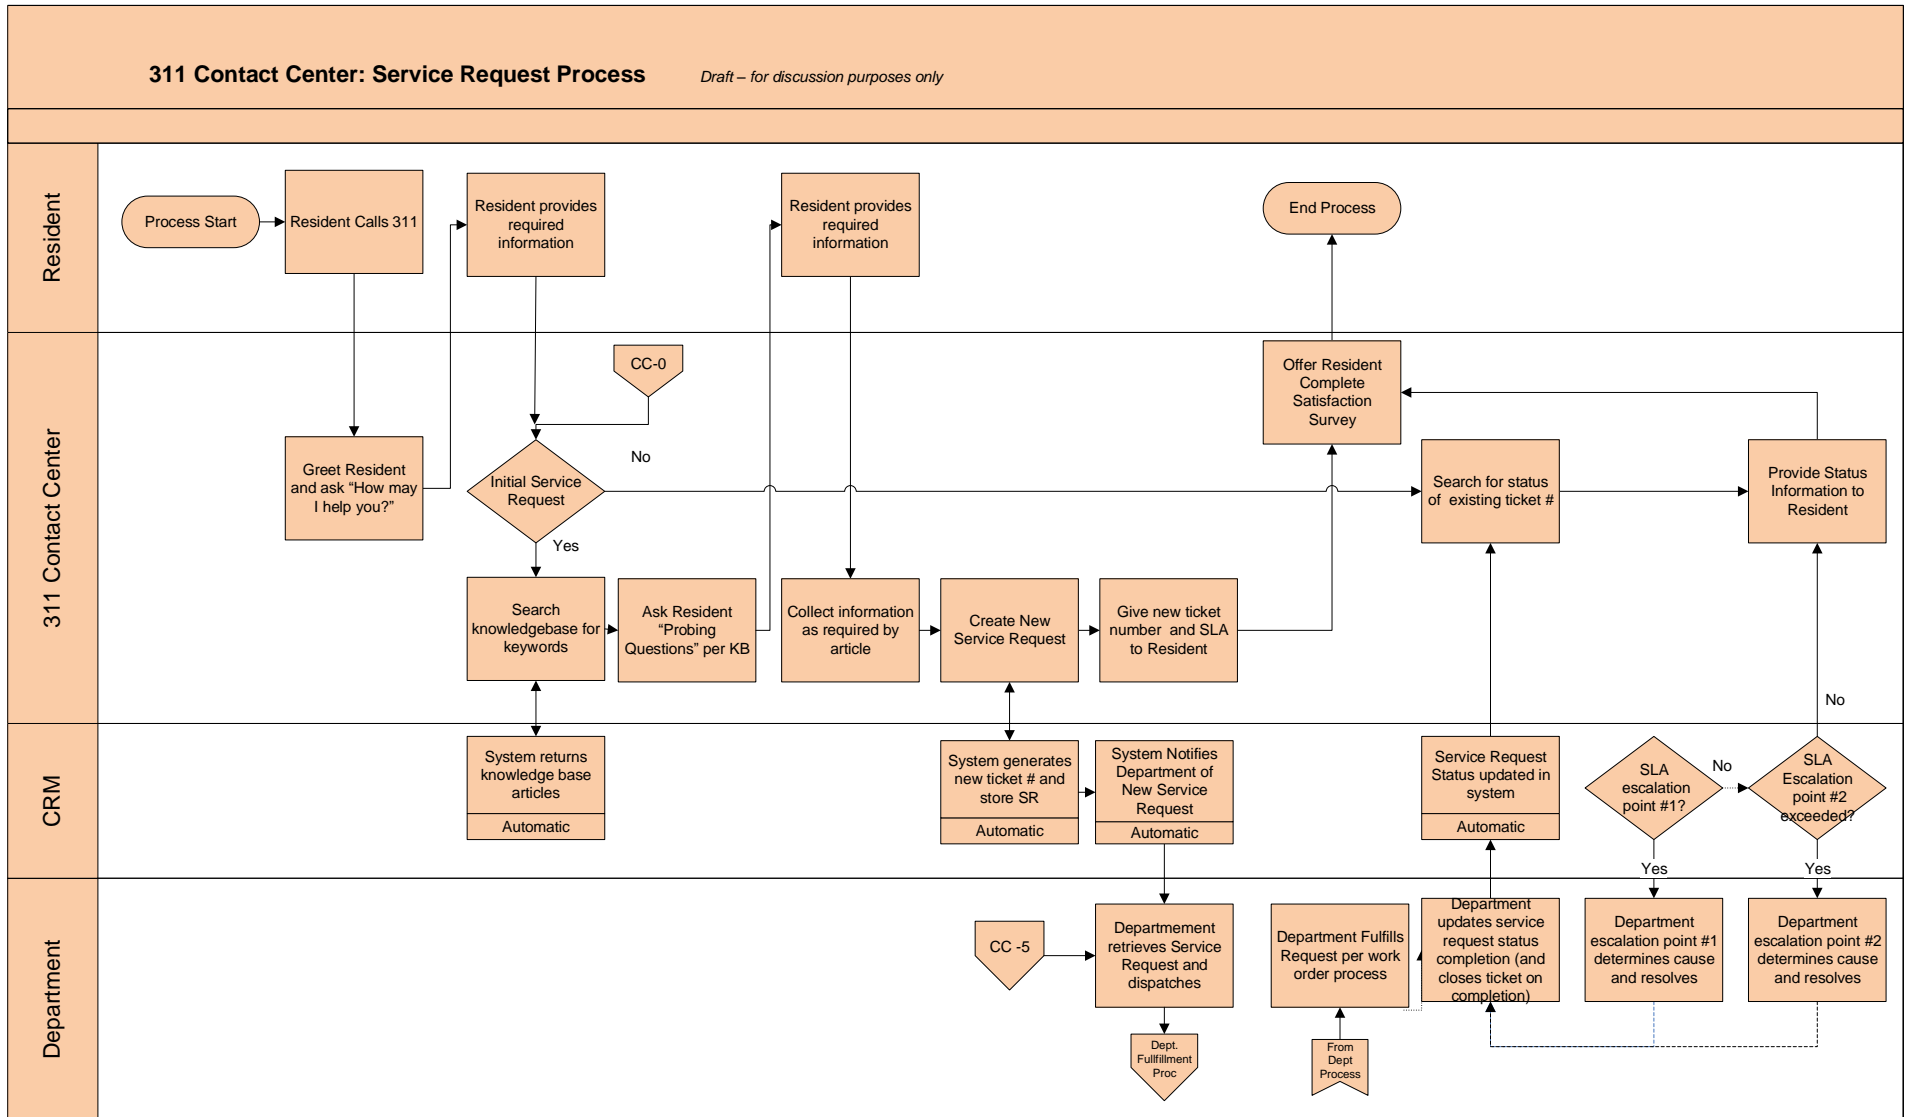 311 Contact Center: Service Request Process
Draft – for discussion purposes only
Resident
Process Start
Resident Calls 311
Resident provides
required
information
Resident provides
required
information
End Process
311 Contact Center
CC-0
Offer Resident
Complete
Satisfaction
Survey
Greet Resident
and ask “How may
I help you?”
Initial Service
Request
No
Yes
Search for status
of existing ticket #
Provide Status
Information to
Resident
Search
knowledgebase for
keywords
Ask Resident
“Probing
Questions” per KB
Collect information
as required by
article
Create New
Service Request
Give new ticket
number and SLA
to Resident
No
CRM
System returns
knowledge base
articles
Automatic
System generates
new ticket # and
store SR
Automatic
System Notifies
Department of
New Service
Request
Automatic
Service Request
Status updated in
system
Automatic
SLA
escalation
point #1?
No
SLA
Escalation
point #2
exceeded?
Yes
Yes
Department
CC -5
Departmement
retrieves Service
Request and
dispatches
Department Fulfills
Request per work
order process
Department
updates service
request status
completion (and
closes ticket on
completion)
Department
escalation point #1
determines cause
and resolves
Department
escalation point #2
determines cause
and resolves
Dept.
Fullfillment
Proc
From
Dept
Process